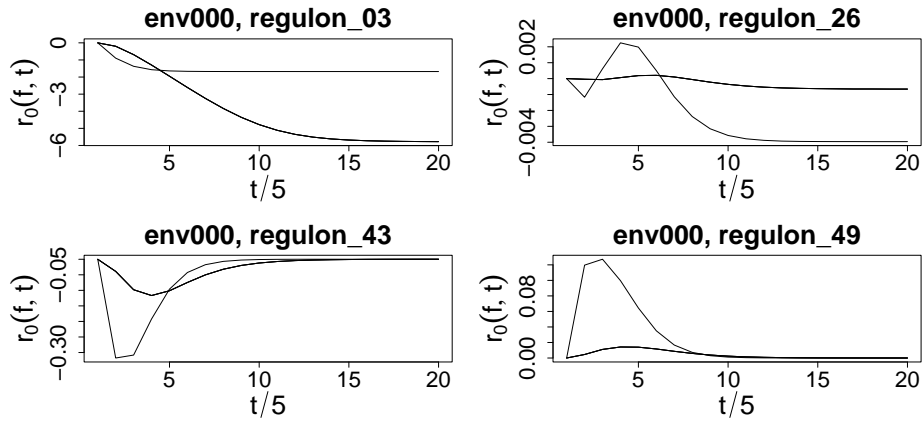 env000, regulon_03
r0(f, t)
0
−3
−6
5
10
15
20
t/5
env000, regulon_26
r0(f, t)
0.002
−0.004
5
10
15
20
t/5
env000, regulon_43
r0(f, t)
−0.05
−0.30
5
10
15
20
t/5
env000, regulon_49
r0(f, t)
0.08
0.00
5
10
15
20
t/5